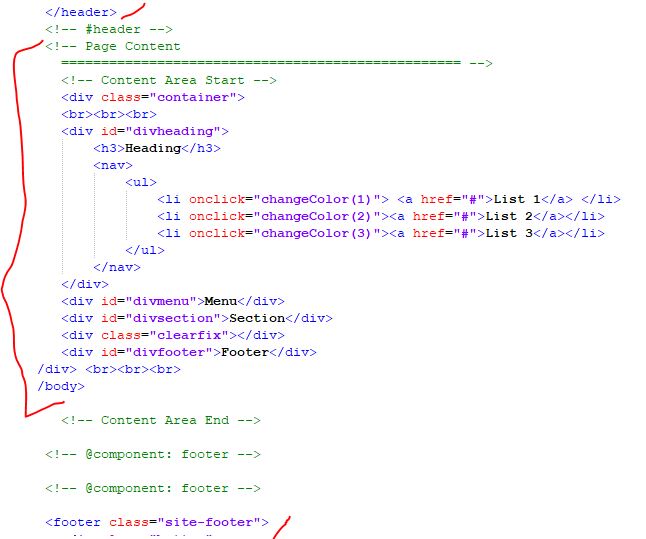 </header>
<!-- #header -->
<!-- Page Content
================================================== -->
<!-- Content Area Start -->
<div class="container">
<br><br><br>
<div id="divheading">
<h3>Heading</h3>
<nav>
<ul>
<li onclick="changeColor(1)"> <a href="#">List 1</a> </li>
<li onclick="changeColor(2)"><a href="#">List 2</a></li>
<li onclick="changeColor(3)"><a href="#">List 3</a></li>
</ul>
</nav>
</div>
<div id="divmenu">Menu</div>
<div id="divsection">Section</div>
<div class="clearfix"></div>
<div id="divfooter">Footer</div>
/div> <br><br><br>
/body>
<!-- Content Area End -->
<!-- @component: footer -->
<!-- @component: footer -->
<footer class="site-footer">